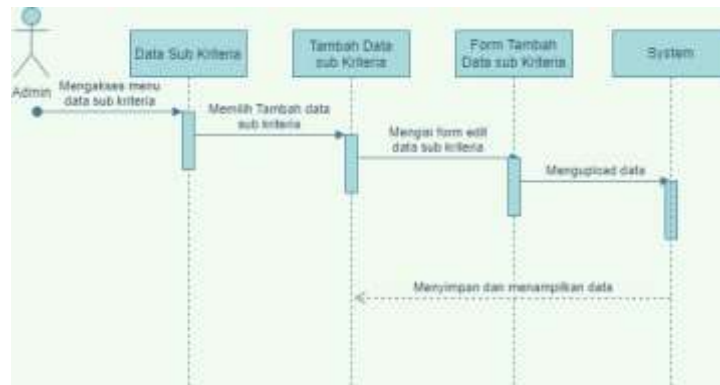 Data Sub Kriteria
Tambah Data
sub Kriteria
Form Tambah
Data sub Kriteria
System
Admin
Mengakses menu
data sub kriteria
Memilih Tambah data
sub kriteria
Mengisi form edit
data sub kriteria
Mengupload data
Menyimpan dan menampilkan data